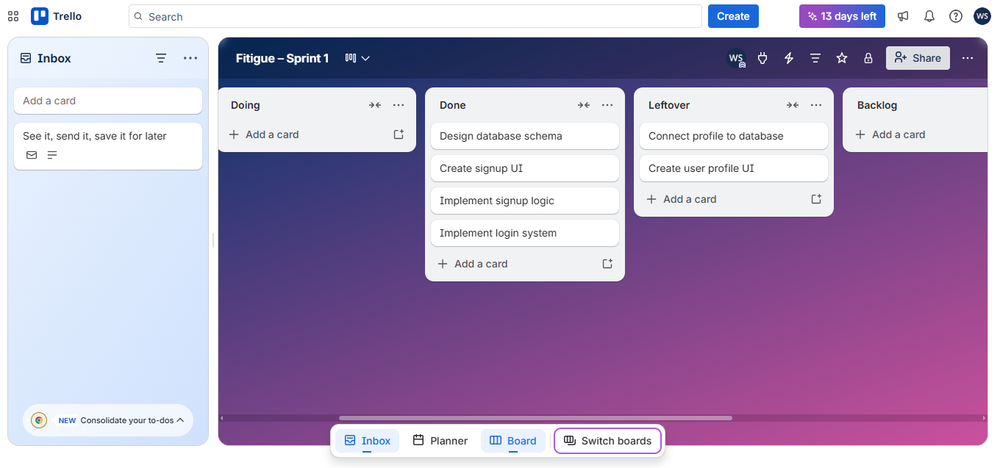 Trello
Search
Create
13 days left
WS
Inbox
Add a card
See it, send it, save it for later
NEW Consolidate your to-dos
Fitigue – Sprint 1
WS
Share
Doing
Add a card
Done
Design database schema
Create signup UI
Implement signup logic
Implement login system
Add a card
Leftover
Connect profile to database
Create user profile UI
Add a card
Backlog
Add a card
Inbox
Planner
Board
Switch boards